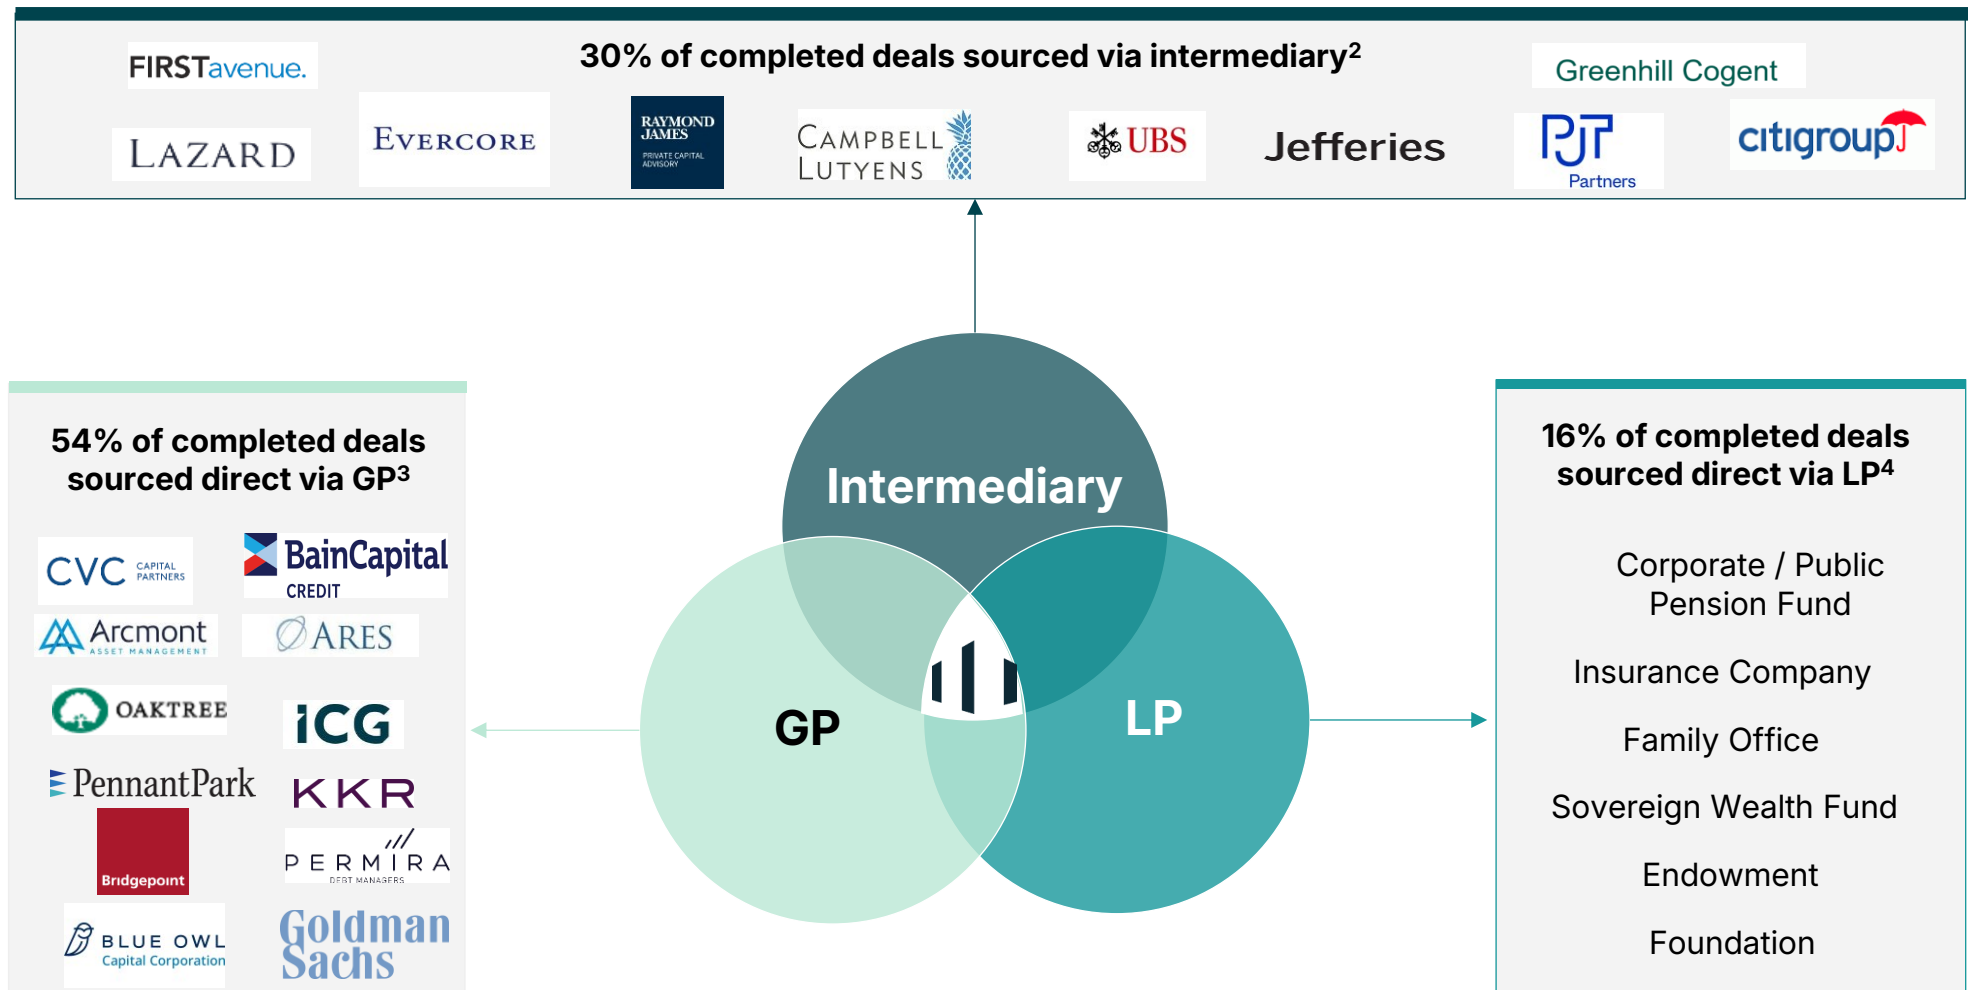 30% of completed deals sourced via intermediary²
FIRSTavenue.
Greenhill Cogent
LAZARD
EVERCORE
RAYMOND
JAMES
PRIVATE CAPITAL
ADVISORY
CAMPBELL
LUTYENS
UBS
Jefferies
PJT
Partners
citigroup
54% of completed deals
sourced direct via GP³
CVC CAPITAL
PARTNERS
BainCapital
CREDIT
Arcmont
ASSET MANAGEMENT
ARES
OAKTREE
ICG
PennantPark
KKR
Bridgepoint
PERMIRA
DEBT MANAGERS
BLUE OWL
Capital Corporation
Goldman
Sachs
Intermediary
GP
LP
16% of completed deals
sourced direct via LP⁴
Corporate / Public
Pension Fund
Insurance Company
Family Office
Sovereign Wealth Fund
Endowment
Foundation